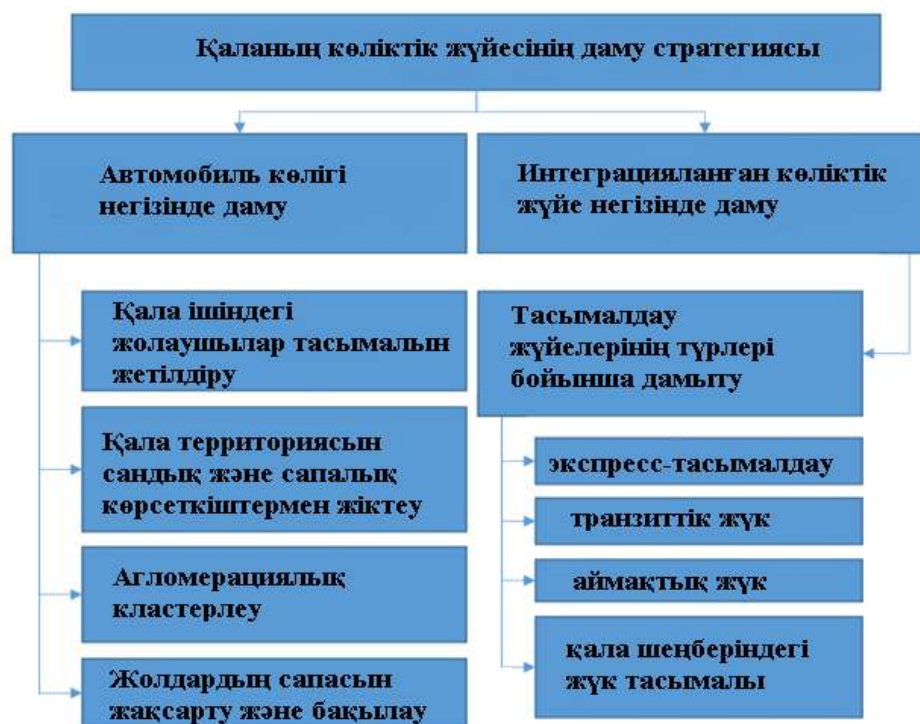 Қаланың көліктік жүйесінің даму стратегиясы
Автомобиль көлігі
негізінде даму
Интеграцияланған көліктік
жүйе негізінде даму
Қала ішіндегі
жолаушылар тасымалын
жетілдіру
Қала территориясын
сандық және сапалық
көрсеткіштермен жіктеу
Агломерациялық
кластерлеу
Жолдардың сапасын
жақсарту және бақылау
Тасымалдау
жүйелерінің түрлері
бойынша дамыту
экспресс-тасымалдау
транзиттік жүк
аймақтық жүк
қала шеңберіндегі
жүк тасымалы